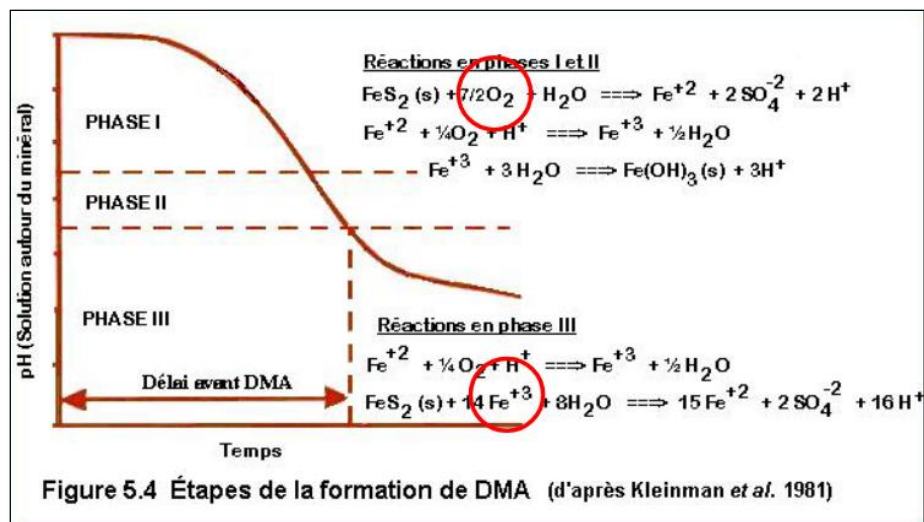 pH (Solution autour du minéral)
PHASE I
PHASE II
PHASE III
Réactions en phases I et II
FeS2 (s) + 7/2O2 + H2O ===> Fe+2 + 2 SO4-2 + 2 H+
Fe+2 + ¼O2 + H+ ===> Fe+3 + ½H2O
Fe+3 + 3 H2O ===> Fe(OH)3 (s) + 3H+
Réactions en phase III
Fe+2 + ¼O2 + H+ ===> Fe+3 + ½H2O
FeS2 (s) + 14 Fe+3 + 8H2O ===> 15 Fe+2 + 2 SO4-2 + 16 H+
Délai avant DMA
Temps
Figure 5.4 Étapes de la formation de DMA (d'après Kleinman et al. 1981)